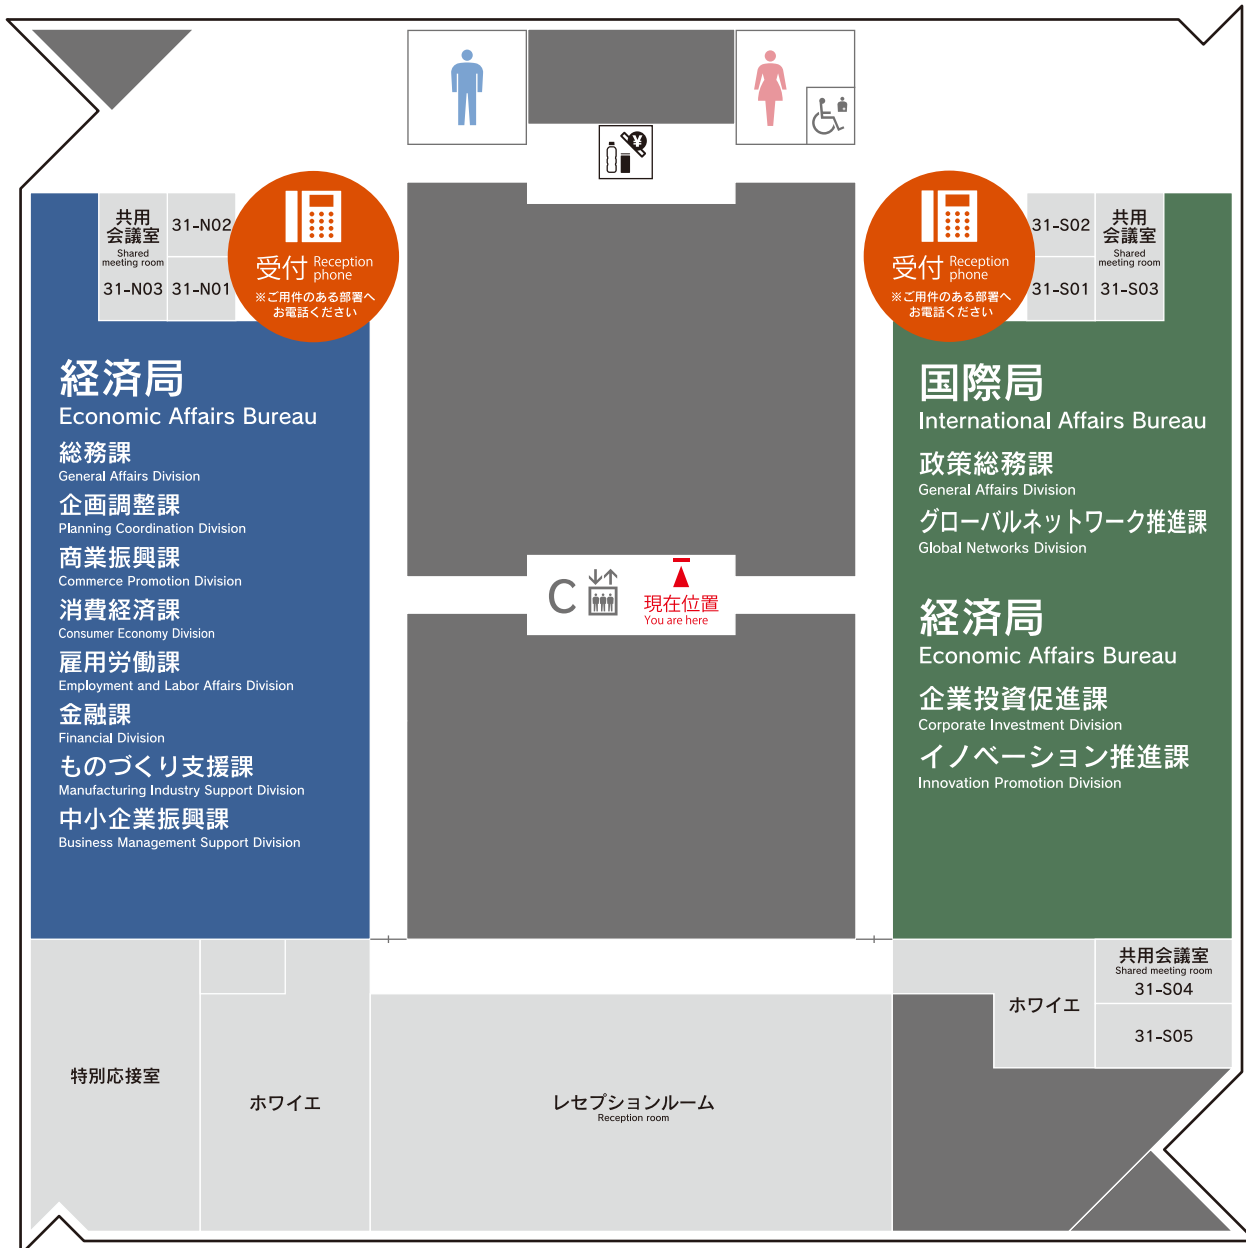 共用
会議室
Shared
meeting room
31-N03
31-N02
31-N01
受付 Reception
phone
※ご用件のある部署へ
お電話ください
経済局
Economic Affairs Bureau
総務課
General Affairs Division
企画調整課
Planning Coordination Division
商業振興課
Commerce Promotion Division
消費経済課
Consumer Economy Division
雇用労働課
Employment and Labor Affairs Division
金融課
Financial Division
ものづくり支援課
Manufacturing Industry Support Division
中小企業振興課
Business Management Support Division
¥
C
現在位置
You are here
受付 Reception
phone
※ご用件のある部署へ
お電話ください
31-S02
31-S01
共用
会議室
Shared
meeting room
31-S03
国際局
International Affairs Bureau
政策総務課
General Affairs Division
グローバルネットワーク推進課
Global Networks Division
経済局
Economic Affairs Bureau
企業投資促進課
Corporate Investment Division
イノベーション推進課
Innovation Promotion Division
特別応接室
ホワイエ
レセプションルーム
Reception room
ホワイエ
共用会議室
Shared meeting room
31-S04
31-S05